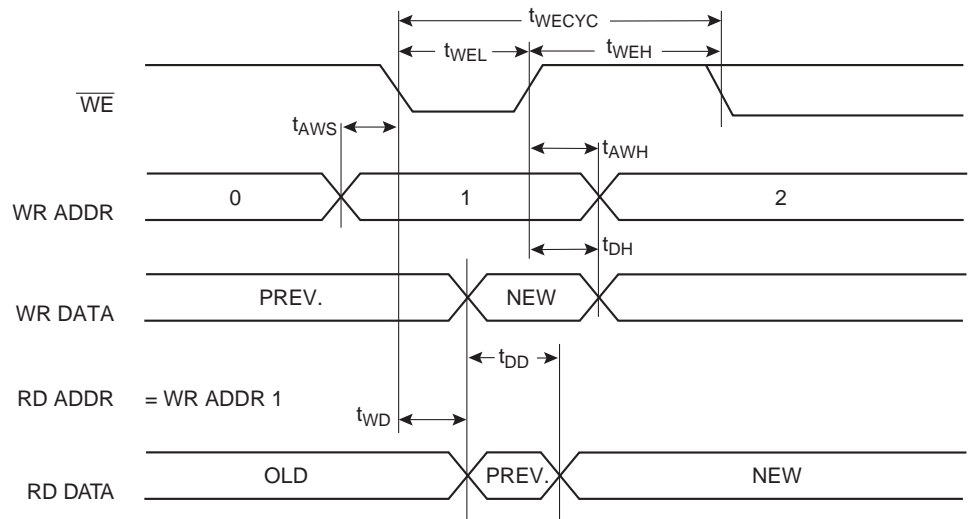 tWECYC
tWEL tWEH
WE
tAWS tAWH
WR ADDR 0 1 2
tDH
WR DATA PREV. NEW
tDD
RD ADDR = WR ADDR 1
tWD
RD DATA OLD PREV. NEW